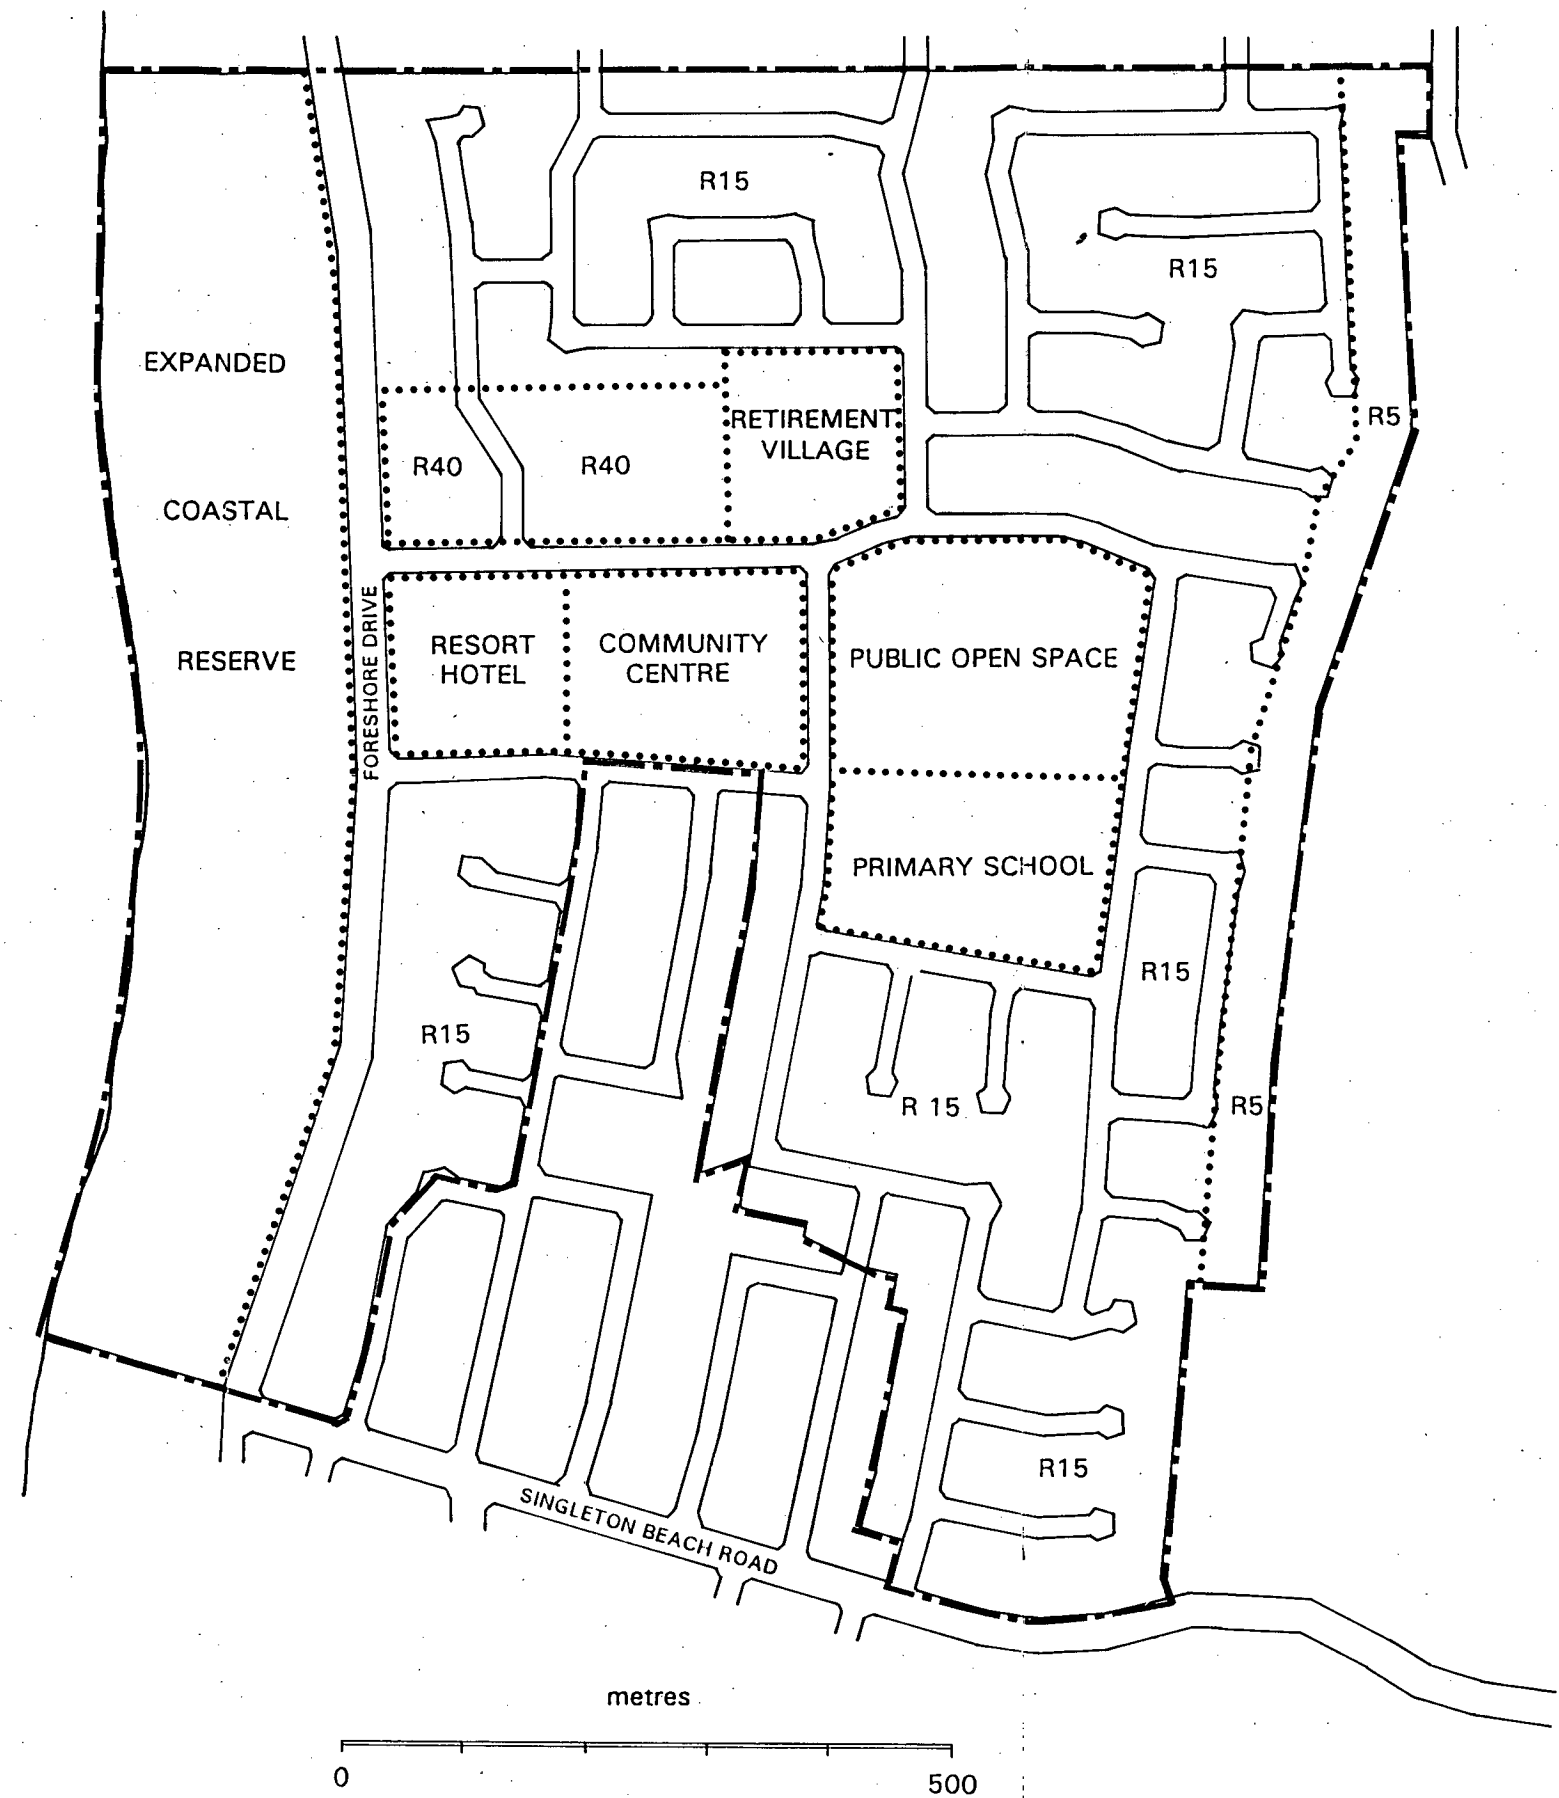 R15
R15
EXPANDED
R5
RETIREMENT
VILLAGE
R40
R40
COASTAL
FORESHORE DRIVE
RESORT
HOTEL
COMMUNITY
CENTRE
PUBLIC OPEN SPACE
RESERVE
PRIMARY SCHOOL
R15
R15
R 15
R5
R15
SINGLETON BEACH ROAD
metres
0
500